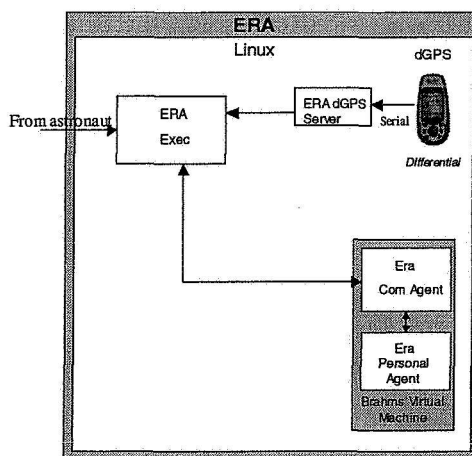 ERA
Linux
dGPS
ERA
Exec
ERA dGPS
Server
From astronaut
Serial
Differential
Era
Com Agent
Era
Personal
Agent
Brahms Virtual
Machine